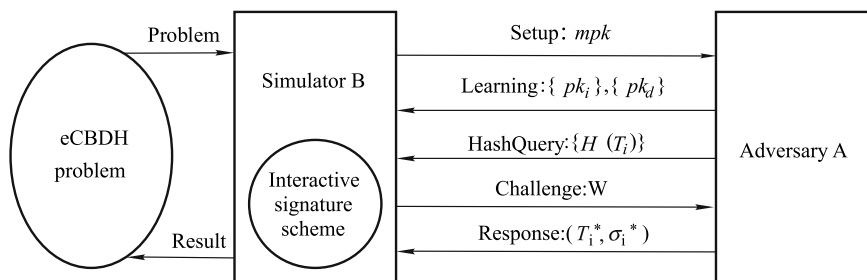 Problem
eCBDH
problem
Result
Simulator B
Interactive
signature
scheme
Setup: mpk
Learning:{ pk_i},{ pk_d}
HashQuery:{H (T_i)}
Challenge:W
Response:(T_i^*,σ_i^*)
Adversary A